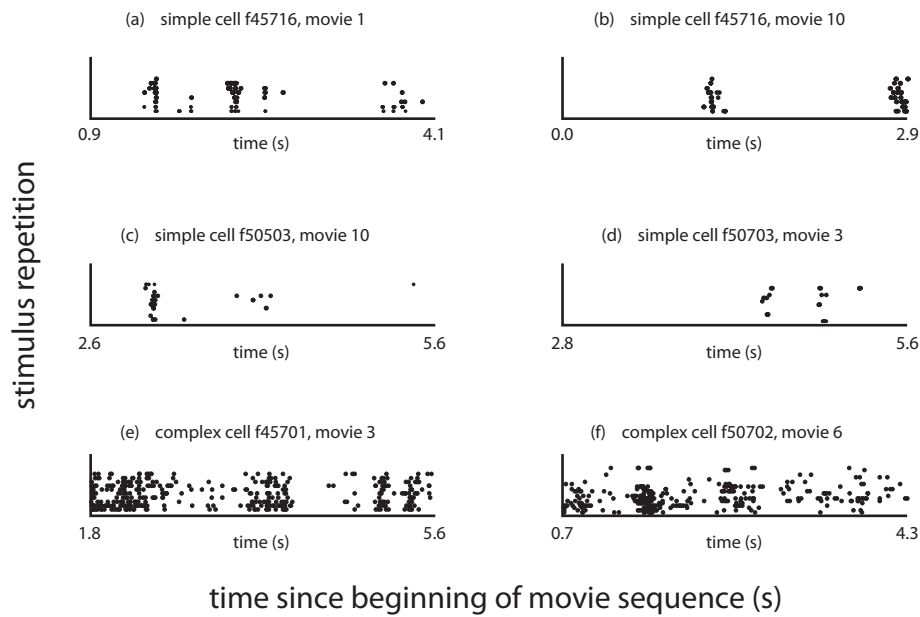 (a) simple cell f45716, movie 1
(b) simple cell f45716, movie 10
0.9
4.1
time (s)
0.0
2.9
time (s)
(c) simple cell f50503, movie 10
(d) simple cell f50703, movie 3
stimulus repetition
2.6
5.6
time (s)
2.8
5.6
time (s)
(e) complex cell f45701, movie 3
(f) complex cell f50702, movie 6
1.8
5.6
time (s)
0.7
4.3
time (s)
time since beginning of movie sequence (s)